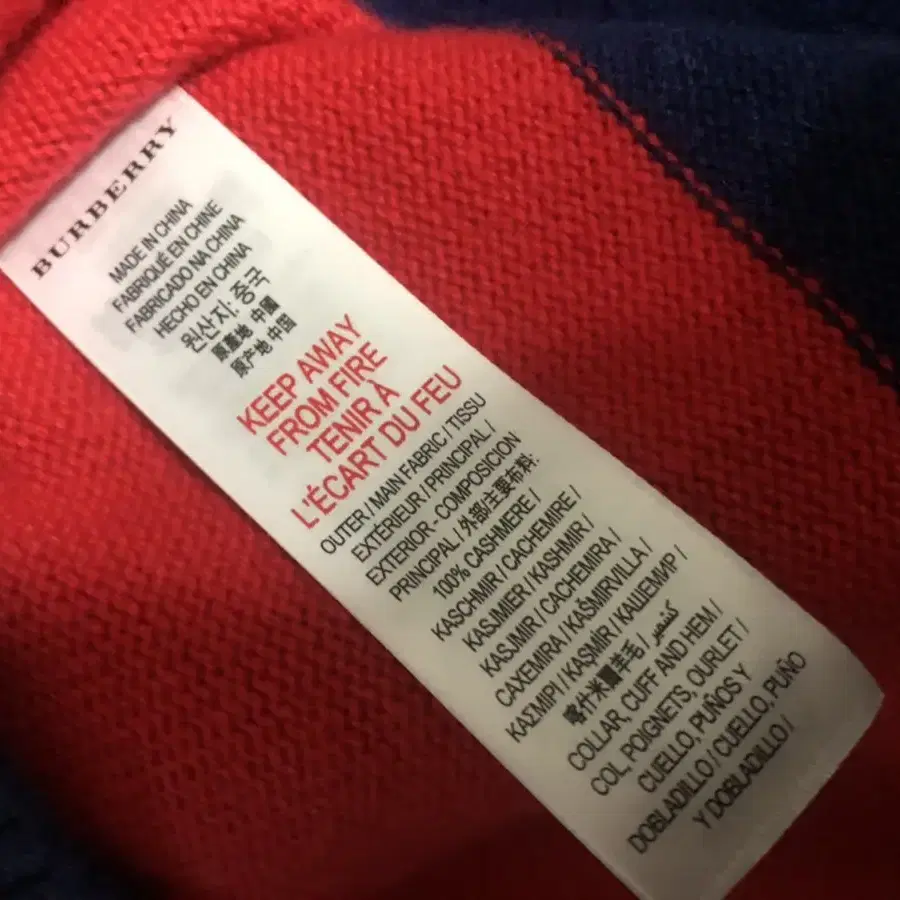 BURBERRY
MADE IN CHINA
FABRIQUÉ EN CHINE
FABRICADO NA CHINA
HECHO EN CHINA
원산지: 중국
原產地 中國
原产地 中国
KEEP AWAY
FROM FIRE
TENIR À
L'ÉCART DU FEU
OUTER / MAIN FABRIC / TISSU
EXTÉRIEUR / PRINCIPAL /
EXTERIOR - COMPOSICION:
PRINCIPAL / 外部/主要布料:
100% CASHMERE /
KASCHMIR / CACHEMIRE /
KASJMIER / KASHMIR /
KASJMIR / CACHEMIRA /
CAXEMIRA / KAŠMIRVILLA /
ΚΑΣΜΙΡΙ / KAŞMİR / КАШЕМИР /
喀什米爾羊毛 / كشمير /
COLLAR, CUFF AND HEM /
COL, POIGNETS, OURLET /
CUELLO, PUÑOS Y
DOBLADILLO / CUELLO, PUÑO
Y DOBLADILLO /